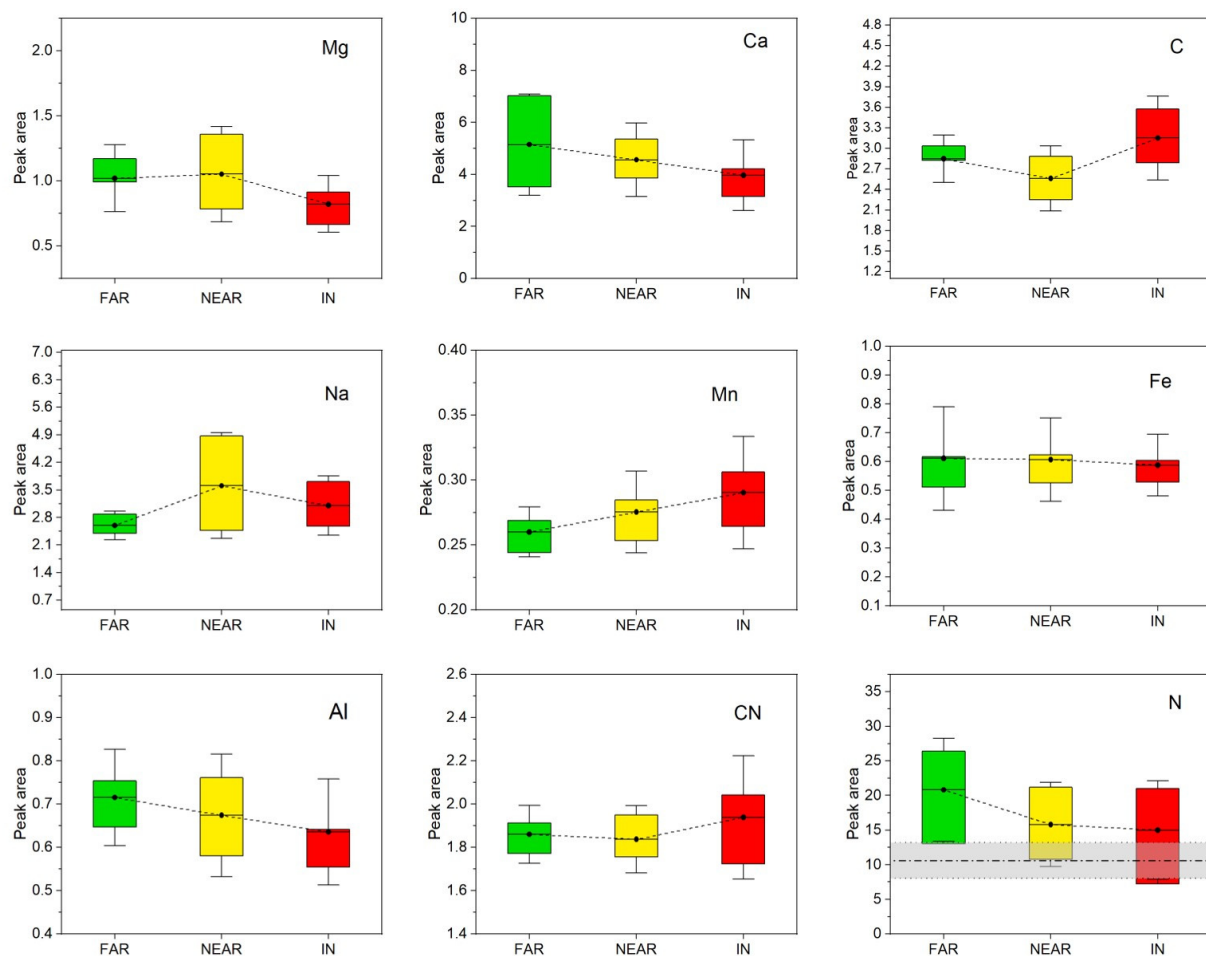 Mg
Peak area
2.0
1.5
1.0
0.5
FAR NEAR IN
Ca
Peak area
10
8
6
4
2
0
FAR NEAR IN
C
Peak area
4.8
4.5
4.2
3.9
3.6
3.3
3.0
2.7
2.4
2.1
1.8
1.5
1.2
FAR NEAR IN
Na
Peak area
7.0
6.3
5.6
4.9
4.2
3.5
2.8
2.1
1.4
0.7
FAR NEAR IN
Mn
Peak area
0.40
0.35
0.30
0.25
0.20
FAR NEAR IN
Fe
Peak area
1.0
0.9
0.8
0.7
0.6
0.5
0.4
0.3
0.2
0.1
FAR NEAR IN
Al
Peak area
1.0
0.9
0.8
0.7
0.6
0.5
0.4
FAR NEAR IN
CN
Peak area
2.6
2.4
2.2
2.0
1.8
1.6
1.4
FAR NEAR IN
N
Peak area
35
30
25
20
15
10
5
0
FAR NEAR IN